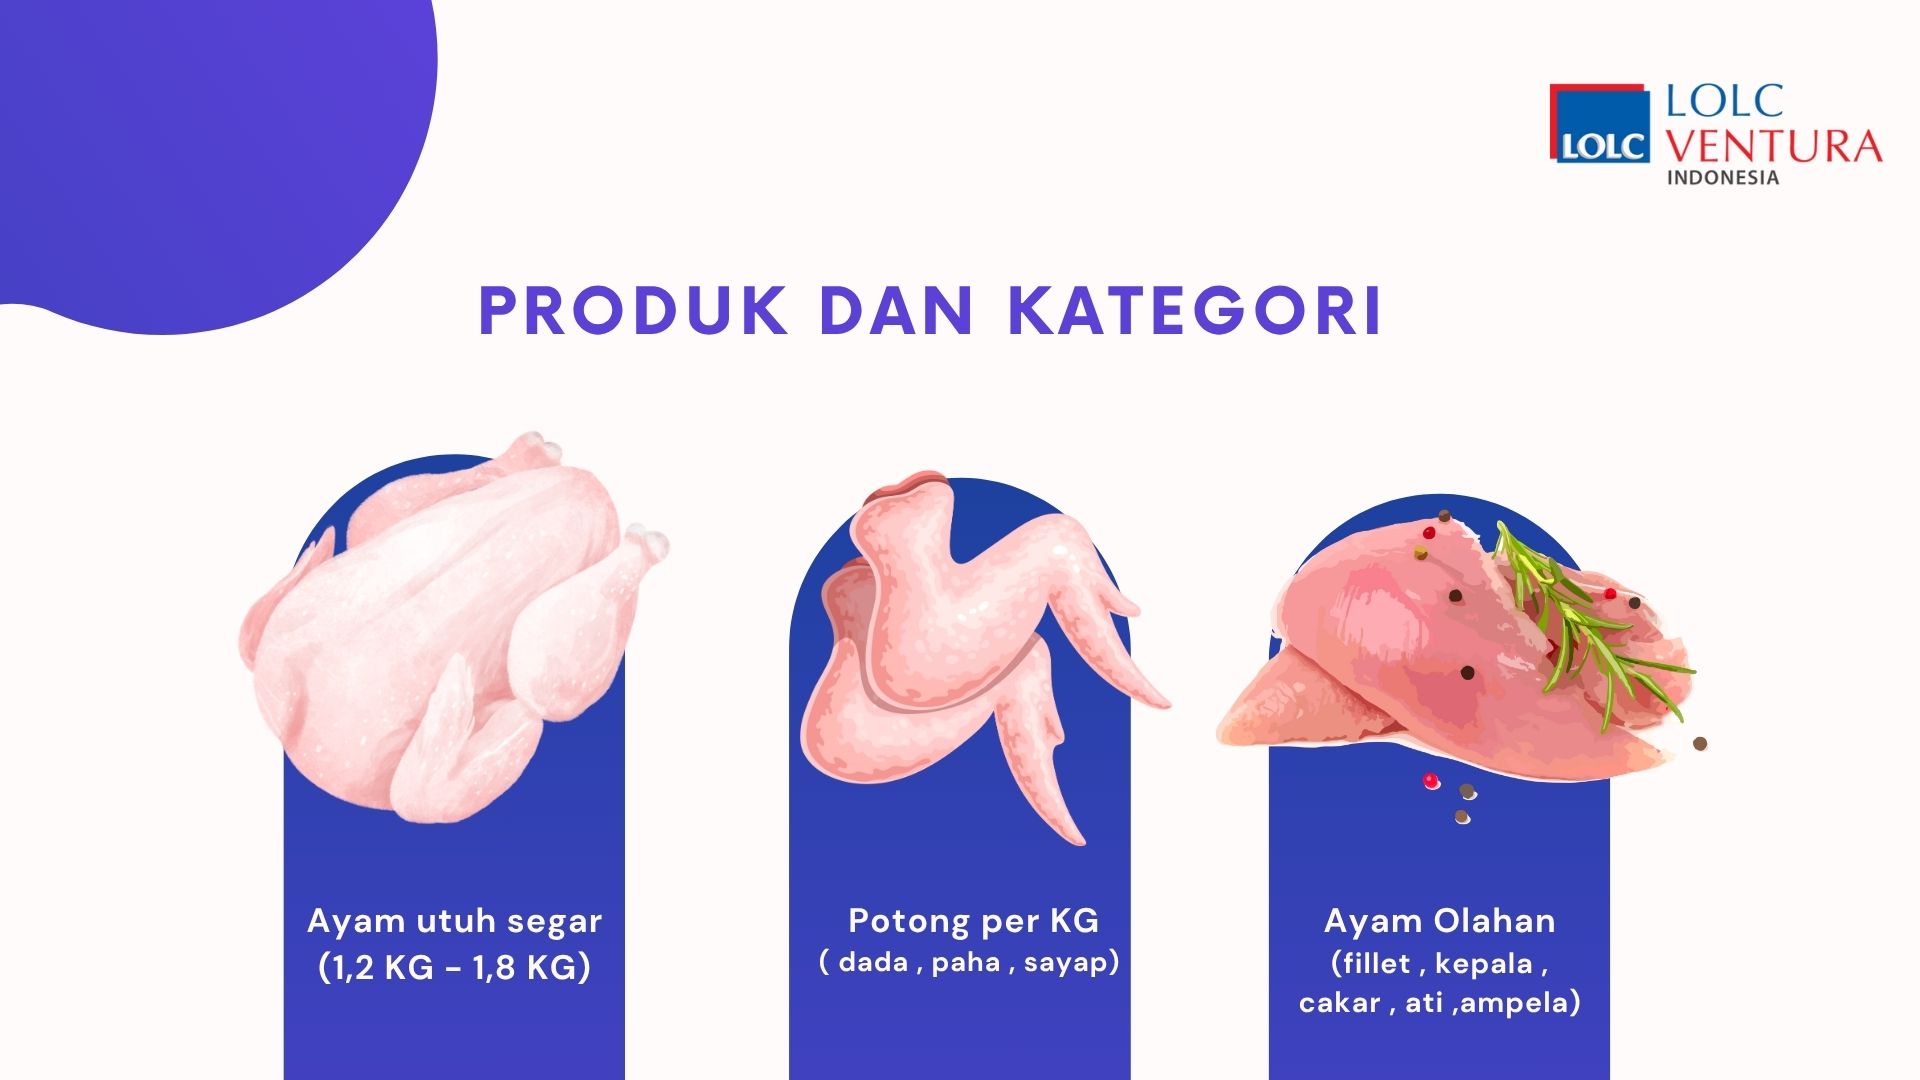 LOLC
LOLC
VENTURA
INDONESIA
PRODUK DAN KATEGORI
Ayam utuh segar
(1,2 KG - 1,8 KG)
Potong per KG
( dada , paha , sayap)
Ayam Olahan
(fillet , kepala ,
cakar , ati ,ampela)